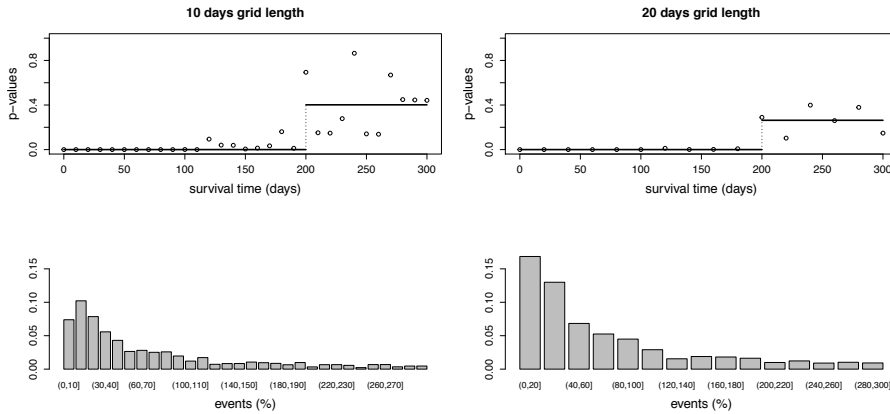 10 days grid length
20 days grid length
p−values
0.0 0.4 0.8
0 50 100 150 200 250 300
survival time (days)
p−values
0.0 0.4 0.8
0 50 100 150 200 250 300
survival time (days)
0.00 0.05 0.10 0.15
(0,10] (30,40] (60,70] (100,110] (140,150] (180,190] (220,230] (260,270]
events (%)
0.00 0.05 0.10 0.15
(0,20] (40,60] (80,100] (120,140] (160,180] (200,220] (240,260] (280,300]
events (%)